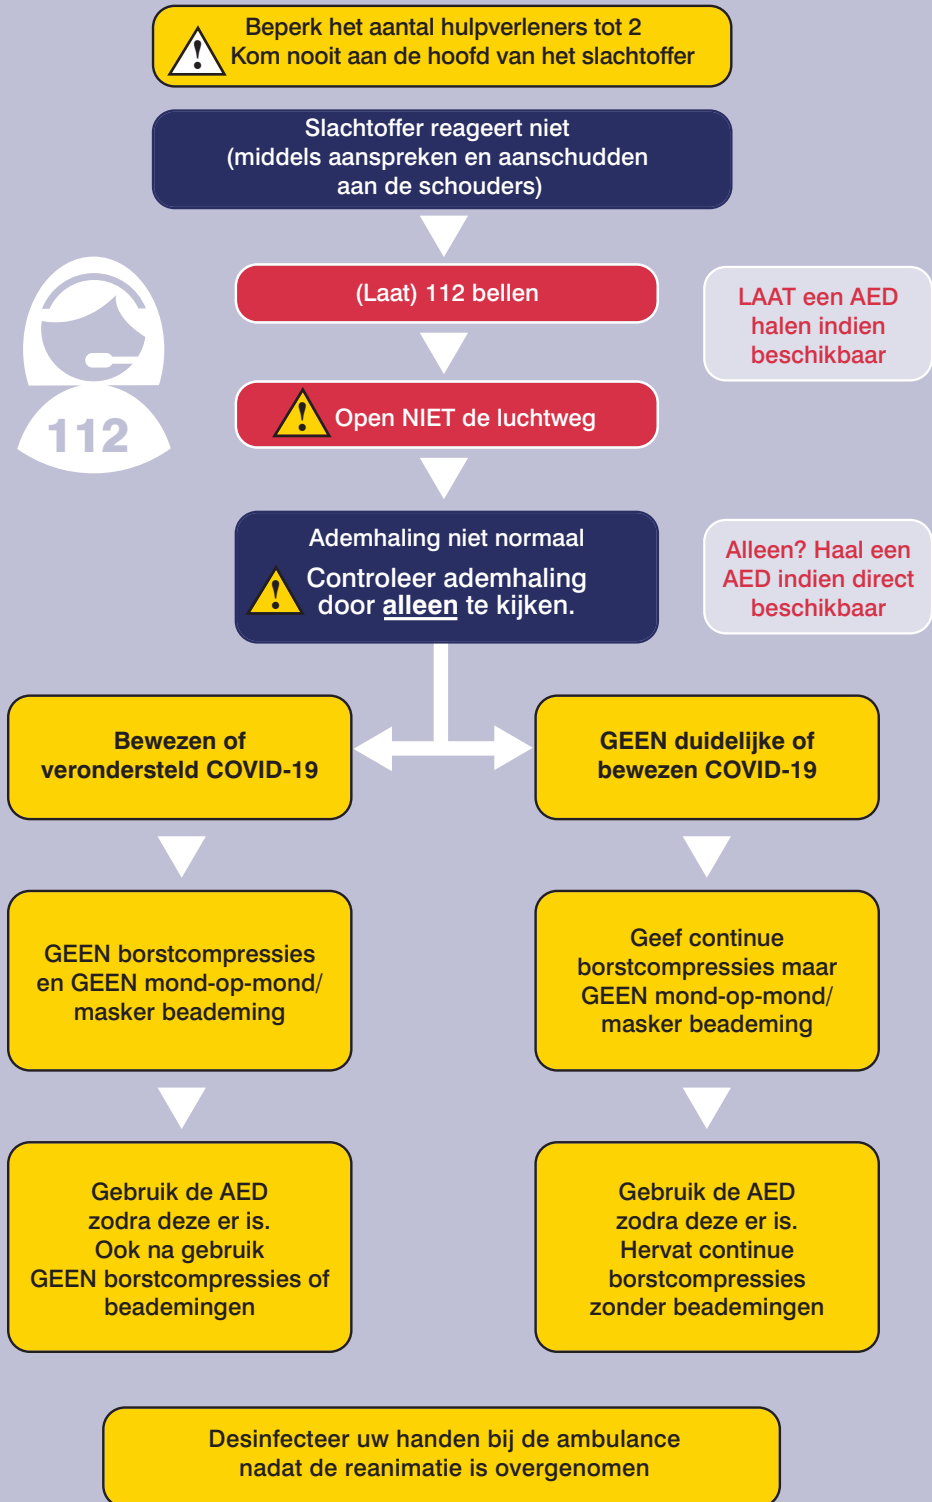 Beperk het aantal hulpverleners tot 2
Kom nooit aan de hoofd van het slachtoffer
Slachtoffer reageert niet
(middels aanspreken en aanschudden
aan de schouders)
(Laat) 112 bellen
LAAT een AED
halen indien
beschikbaar
112
Open NIET de luchtweg
Ademhaling niet normaal
Controleer ademhaling
door alleen te kijken.
Alleen? Haal een
AED indien direct
beschikbaar
Bewezen of
verondersteld COVID-19
GEEN borstcompressies
en GEEN mond-op-mond/
masker beademing
Gebruik de AED
zodra deze er is.
Ook na gebruik
GEEN borstcompressies of
beademingen
GEEN duidelijke of
bewezen COVID-19
Geef continue
borstcompressies maar
GEEN mond-op-mond/
masker beademing
Gebruik de AED
zodra deze er is.
Hervat continue
borstcompressies
zonder beademingen
Desinfecteer uw handen bij de ambulance
nadat de reanimatie is overgenomen